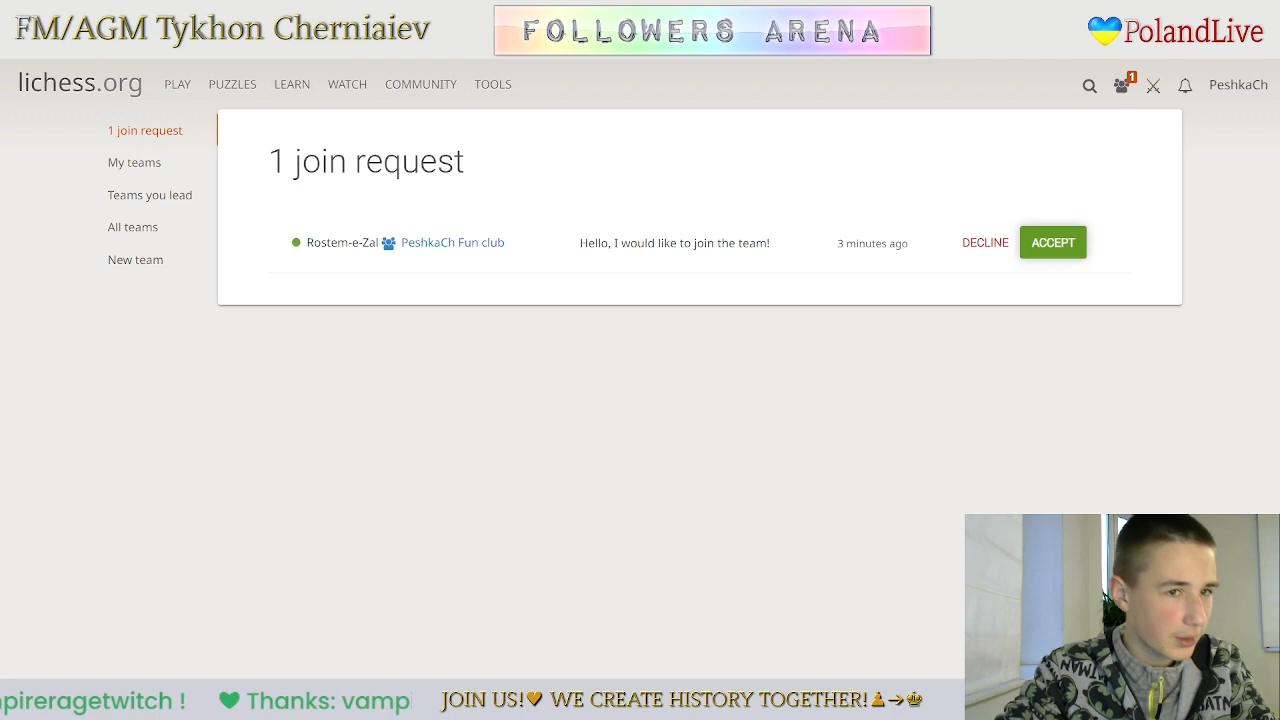 FM/AGM Tykhon Cherniaiev
FOLLOWERS ARENA
PolandLive
lichess.org PLAY PUZZLES LEARN WATCH COMMUNITY TOOLS 1 PeshkaCh
1 join request
My teams
Teams you lead
All teams
New team
1 join request
Rostem-e-Zal PeshkaCh Fun club Hello, I would like to join the team! 3 minutes ago DECLINE ACCEPT
npireragetwitch ! Thanks: vamp
JOIN US! WE CREATE HISTORY TOGETHER!